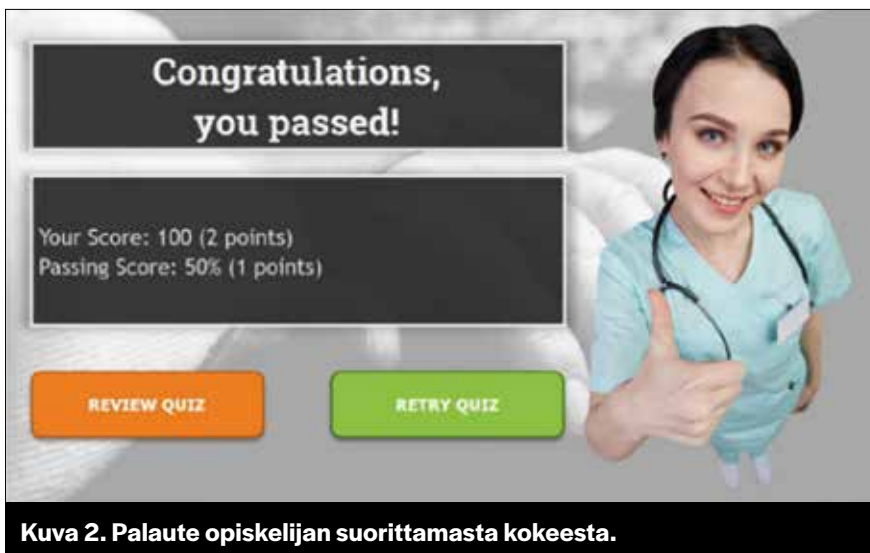 Congratulations,
you passed!
Your Score: 100 (2 points)
Passing Score: 50% (1 points)
REVIEW QUIZ
RETRY QUIZ
Kuva 2. Palaute opiskelijan suorittamasta kokeesta.